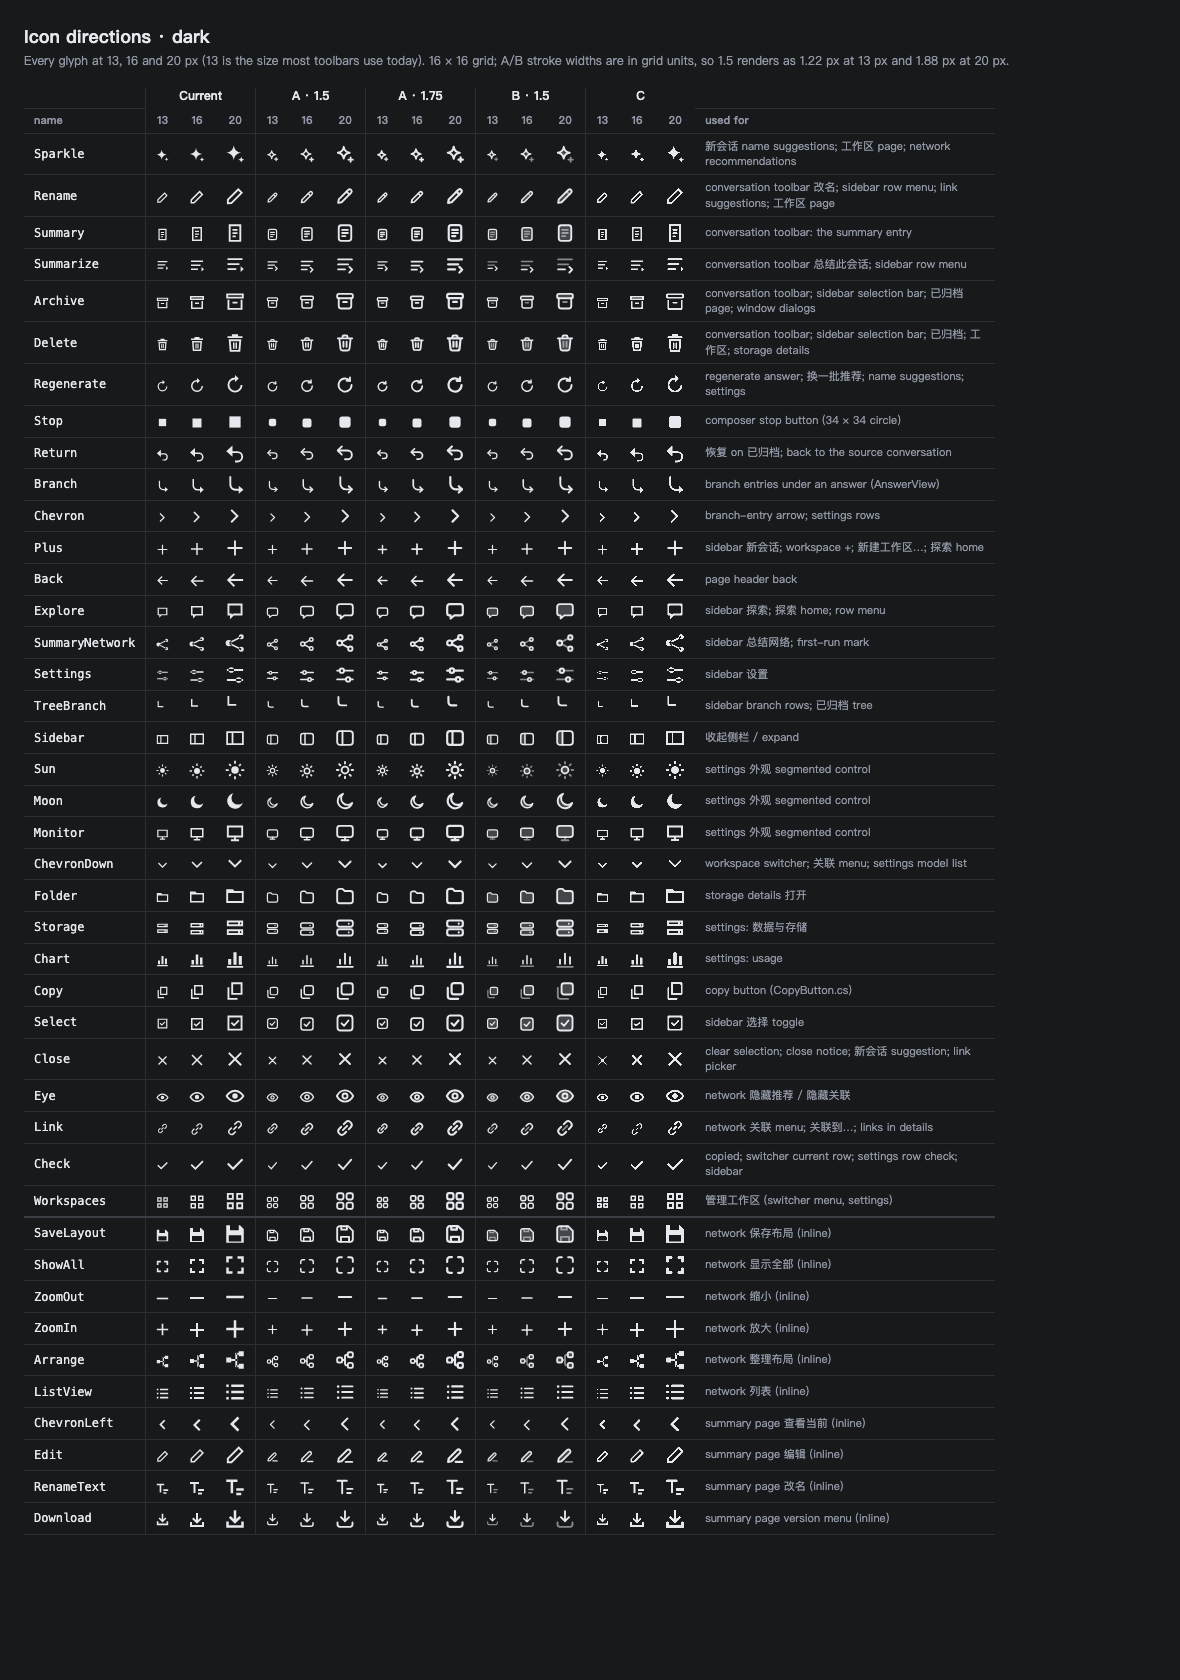 Icon directions · dark
Every glyph at 13, 16 and 20 px (13 is the size most toolbars use today). 16 × 16 grid; A/B stroke widths are in grid units, so 1.5 renders as 1.22 px at 13 px and 1.88 px at 20 px.
Current A · 1.5 A · 1.75 B · 1.5 C
name 13 16 20 13 16 20 13 16 20 13 16 20 13 16 20 used for
Sparkle 新会话 name suggestions; 工作区 page; network
recommendations
Rename conversation toolbar 改名; sidebar row menu; link
suggestions; 工作区 page
Summary conversation toolbar: the summary entry
Summarize conversation toolbar 总结此会话; sidebar row menu
Archive conversation toolbar; sidebar selection bar; 已归档
page; window dialogs
Delete conversation toolbar; sidebar selection bar; 已归档; 工
作区; storage details
Regenerate regenerate answer; 换一批推荐; name suggestions;
settings
Stop composer stop button (34 × 34 circle)
Return 恢复 on 已归档; back to the source conversation
Branch branch entries under an answer (AnswerView)
Chevron branch-entry arrow; settings rows
Plus sidebar 新会话; workspace +; 新建工作区…; 探索 home
Back page header back
Explore sidebar 探索; 探索 home; row menu
SummaryNetwork sidebar 总结网络; first-run mark
Settings sidebar 设置
TreeBranch sidebar branch rows; 已归档 tree
Sidebar 收起侧栏 / expand
Sun settings 外观 segmented control
Moon settings 外观 segmented control
Monitor settings 外观 segmented control
ChevronDown workspace switcher; 关联 menu; settings model list
Folder storage details 打开
Storage settings: 数据与存储
Chart settings: usage
Copy copy button (CopyButton.cs)
Select sidebar 选择 toggle
Close clear selection; close notice; 新会话 suggestion; link
picker
Eye network 隐藏推荐 / 隐藏关联
Link network 关联 menu; 关联到…; links in details
Check copied; switcher current row; settings row check;
sidebar
Workspaces 管理工作区 (switcher menu, settings)
SaveLayout network 保存布局 (inline)
ShowAll network 显示全部 (inline)
ZoomOut network 缩小 (inline)
ZoomIn network 放大 (inline)
Arrange network 整理布局 (inline)
ListView network 列表 (inline)
ChevronLeft summary page 查看当前 (inline)
Edit summary page 编辑 (inline)
RenameText summary page 改名 (inline)
Download summary page version menu (inline)